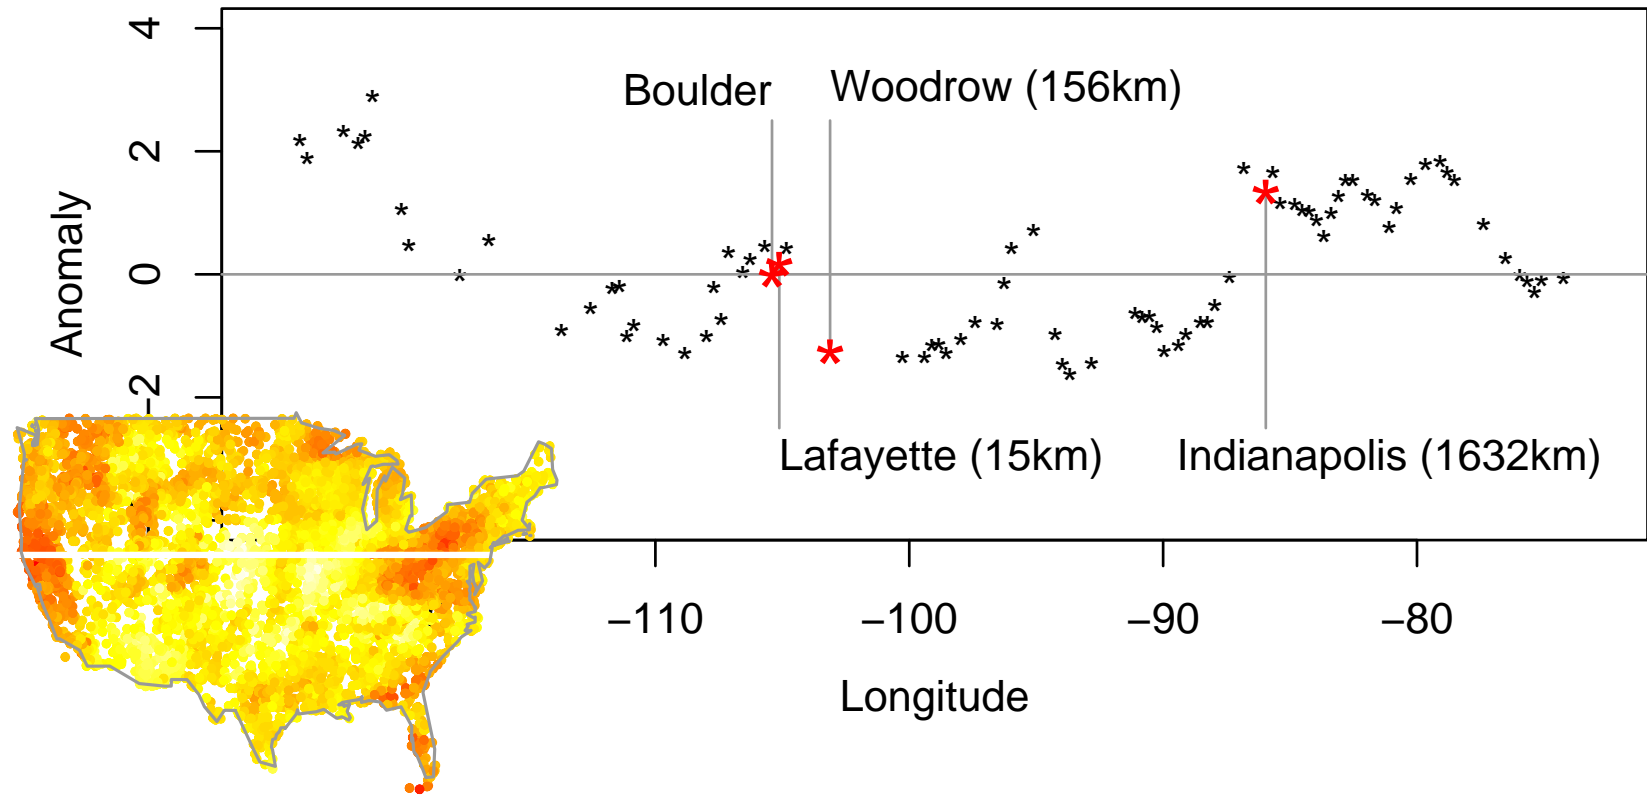 4
2
0
−2
Anomaly
Boulder
Woodrow (156km)
Lafayette (15km)
Indianapolis (1632km)
−110
−100
−90
−80
Longitude